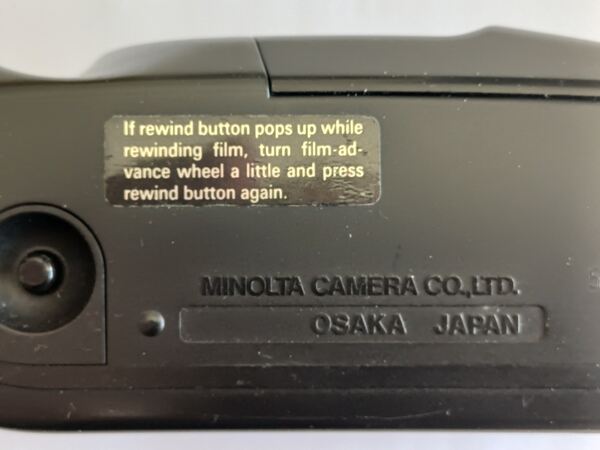 If rewind button pops up while
rewinding film, turn film-ad-
vance wheel a little and press
rewind button again.
MINOLTA CAMERA CO.,LTD.
OSAKA JAPAN